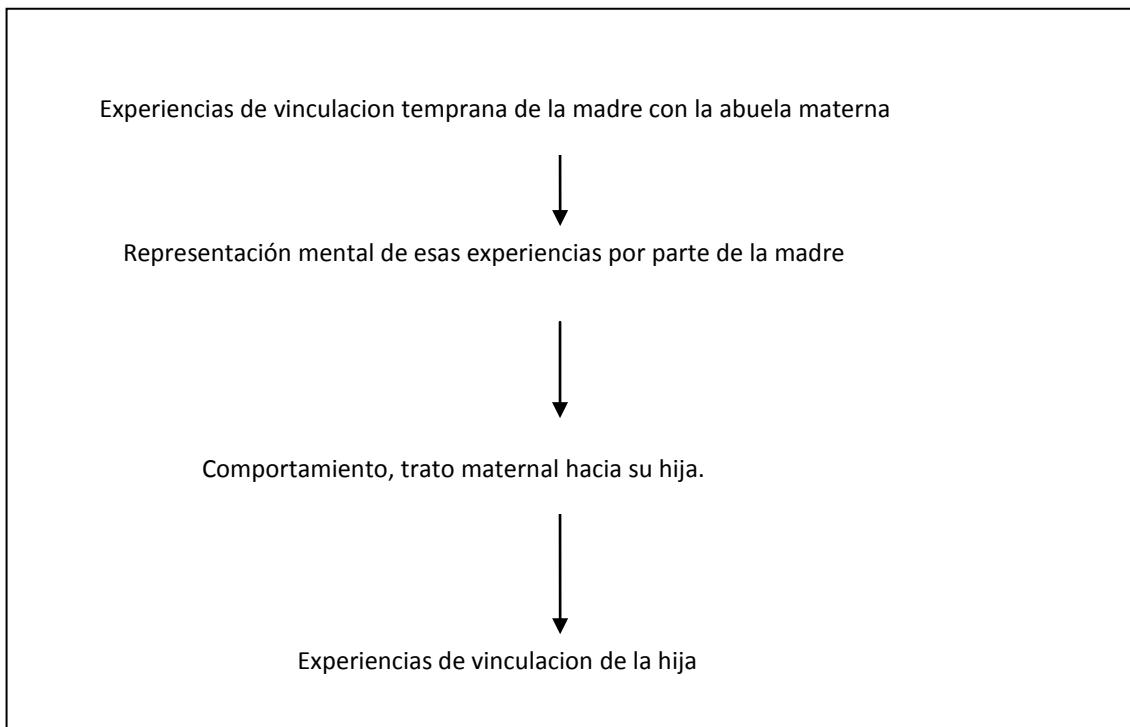 Experiencias de vinculacion temprana de la madre con la abuela materna
Representación mental de esas experiencias por parte de la madre
Comportamiento, trato maternal hacia su hija.
Experiencias de vinculacion de la hija